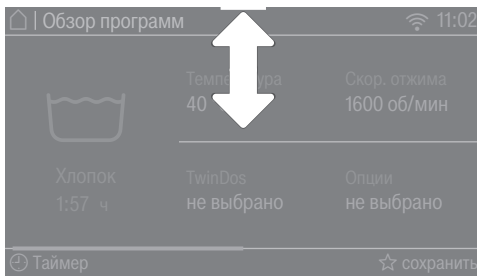 | Обзор программ 11:02
Температура Скор. отжима
40 1600 об/мин
Хлопок TwinDos Опции
1:57 ч не выбрано не выбрано
Таймер сохранить